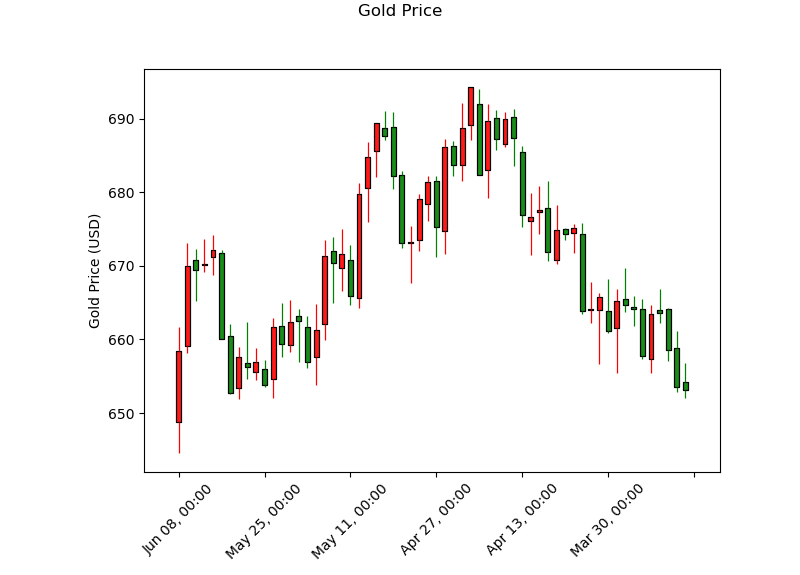 Gold Price
Gold Price (USD)
690
680
670
660
650
Jun 08, 00:00
May 25, 00:00
May 11, 00:00
Apr 27, 00:00
Apr 13, 00:00
Mar 30, 00:00